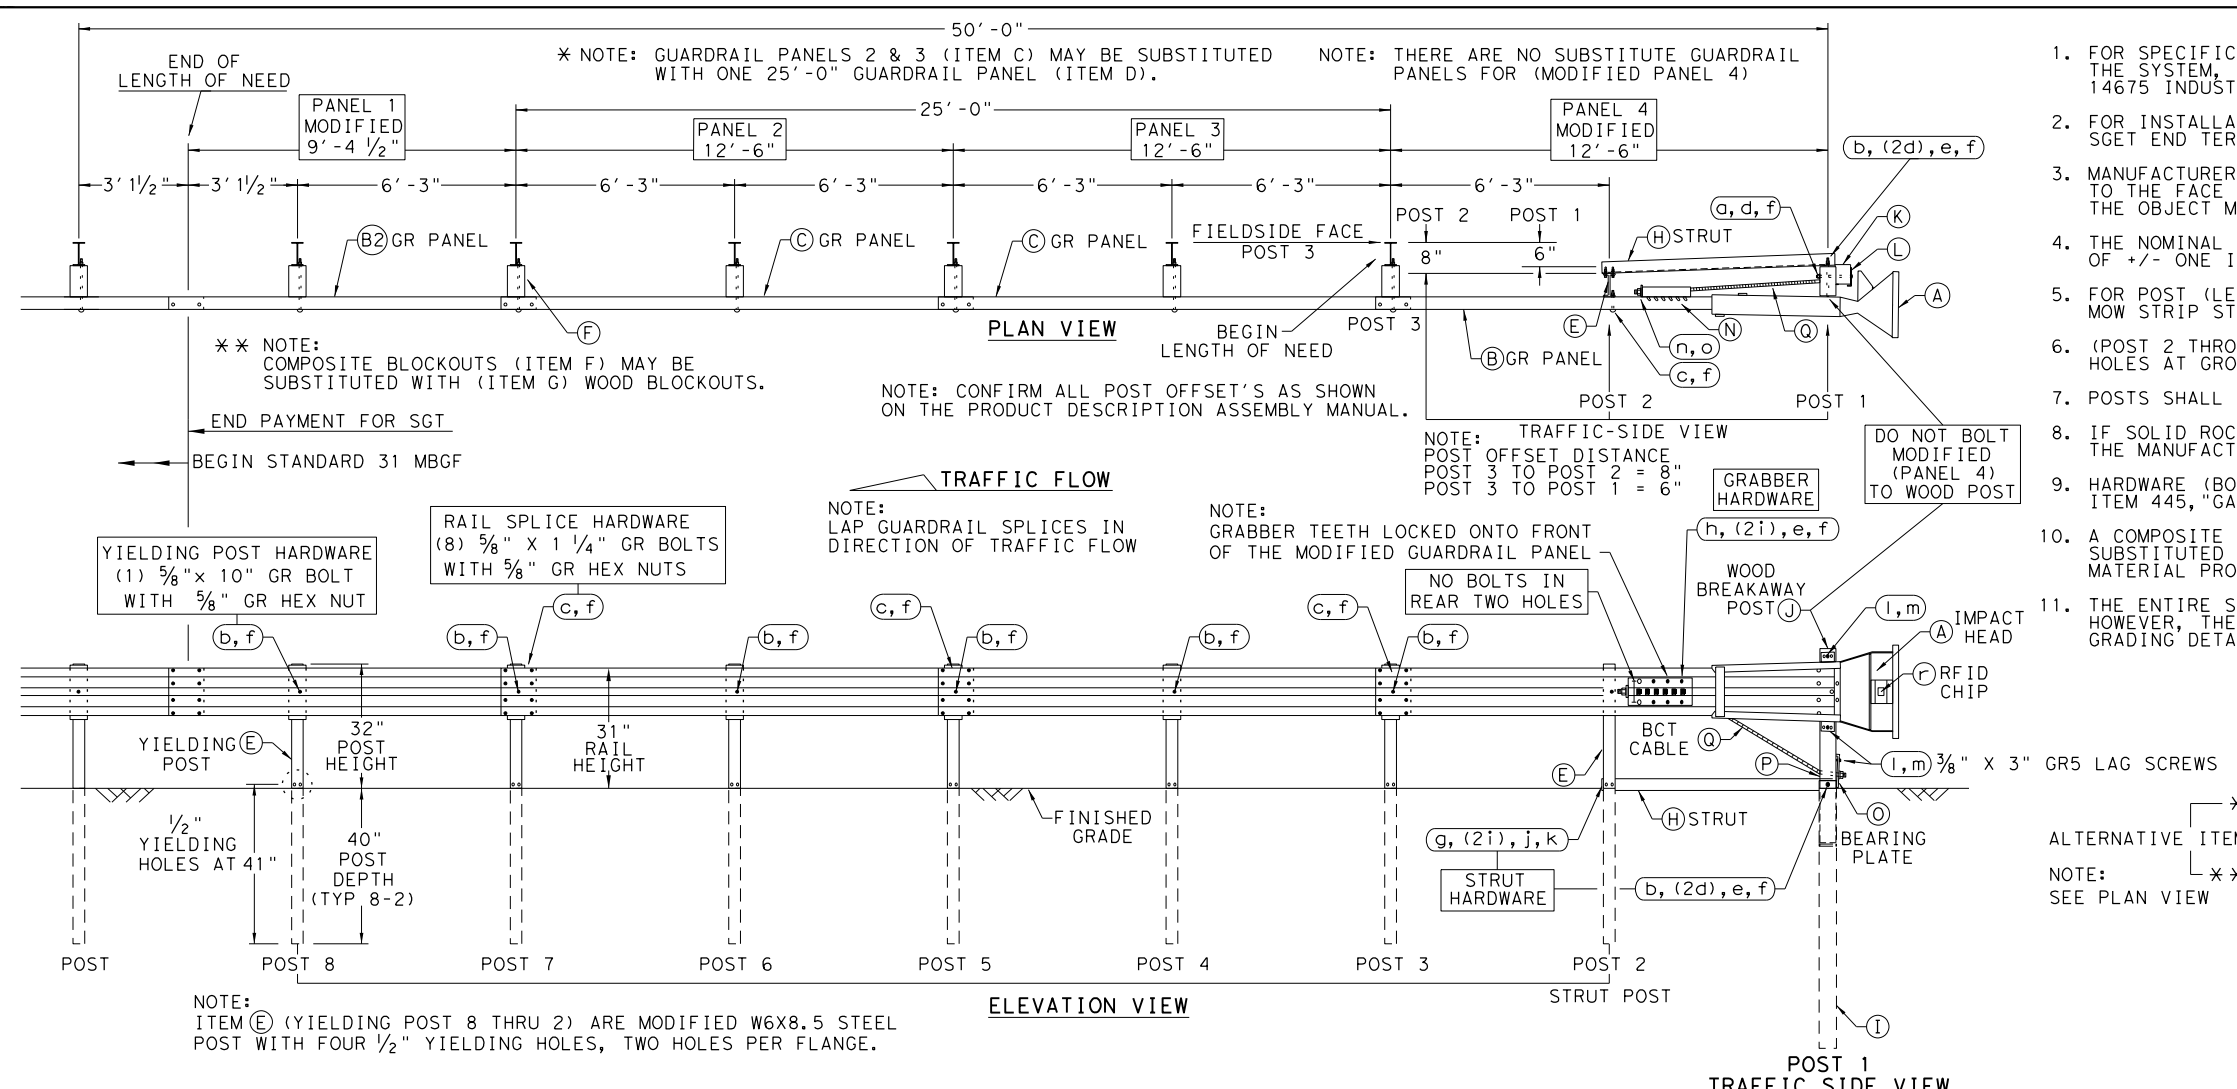 50'-0"
* NOTE: GUARDRAIL PANELS 2 & 3 (ITEM C) MAY BE SUBSTITUTED
WITH ONE 25'-0" GUARDRAIL PANEL (ITEM D).
NOTE: THERE ARE NO SUBSTITUTE GUARDRAIL
PANELS FOR (MODIFIED PANEL 4)
END OF
LENGTH OF NEED
PANEL 1
MODIFIED
9'-4 1/2"
25'-0"
PANEL 2
12'-6"
PANEL 3
12'-6"
PANEL 4
MODIFIED
12'-6"
b, (2d), e, f
3' 1/2"
3' 1/2"
6'-3"
6'-3"
6'-3"
6'-3"
6'-3"
6'-3"
POST 2
POST 1
a, d, f
K
B2 GR PANEL
C GR PANEL
C GR PANEL
FIELDSIDE FACE
POST 3
8"
6"
H STRUT
L
A
F
PLAN VIEW
BEGIN
LENGTH OF NEED
POST 3
E
N
Q
n, o
c, f
B GR PANEL
** NOTE:
COMPOSITE BLOCKOUTS (ITEM F) MAY BE
SUBSTITUTED WITH (ITEM G) WOOD BLOCKOUTS.
NOTE: CONFIRM ALL POST OFFSET'S AS SHOWN
ON THE PRODUCT DESCRIPTION ASSEMBLY MANUAL.
POST 2
POST 1
TRAFFIC-SIDE VIEW
NOTE:
POST OFFSET DISTANCE
POST 3 TO POST 2 = 8"
POST 3 TO POST 1 = 6"
DO NOT BOLT
MODIFIED
(PANEL 4)
TO WOOD POST
END PAYMENT FOR SGT
BEGIN STANDARD 31 MBGF
TRAFFIC FLOW
NOTE:
LAP GUARDRAIL SPLICES IN
DIRECTION OF TRAFFIC FLOW
NOTE:
GRABBER TEETH LOCKED ONTO FRONT
OF THE MODIFIED GUARDRAIL PANEL
GRABBER
HARDWARE
h, (2i), e, f
YIELDING POST HARDWARE
(1) 5/8"x 10" GR BOLT
WITH 5/8" GR HEX NUT
RAIL SPLICE HARDWARE
(8) 5/8" X 1 1/4" GR BOLTS
WITH 5/8" GR HEX NUTS
NO BOLTS IN
REAR TWO HOLES
WOOD
BREAKAWAY
POST J
l, m
A IMPACT
HEAD
r RFID
CHIP
b, f
c, f
b, f
b, f
c, f
b, f
b, f
c, f
b, f
YIELDING E
POST
32"
POST
HEIGHT
31"
RAIL
HEIGHT
BCT
CABLE
Q
P
E
l, m 3/8" X 3" GR5 LAG SCREWS
1/2"
YIELDING
HOLES AT 41"
40"
POST
DEPTH
(TYP 8-2)
FINISHED
GRADE
H STRUT
O
BEARING
PLATE
g, (2i), j, k
STRUT
HARDWARE
b, (2d), e, f
POST
POST 8
POST 7
POST 6
POST 5
POST 4
POST 3
POST 2
STRUT POST
ELEVATION VIEW
I
NOTE:
ITEM E (YIELDING POST 8 THRU 2) ARE MODIFIED W6X8.5 STEEL
POST WITH FOUR 1/2" YIELDING HOLES, TWO HOLES PER FLANGE.
POST 1
TRAFFIC SIDE VIEW
1. FOR SPECIFIC
THE SYSTEM,
14675 INDUST
2. FOR INSTALLA
SGET END TER
3. MANUFACTURER
TO THE FACE
THE OBJECT M
4. THE NOMINAL
OF +/- ONE I
5. FOR POST (LE
MOW STRIP ST
6. (POST 2 THRO
HOLES AT GRO
7. POSTS SHALL
8. IF SOLID ROC
THE MANUFACT
9. HARDWARE (BO
ITEM 445, "GA
10. A COMPOSITE
SUBSTITUTED
MATERIAL PRO
11. THE ENTIRE S
HOWEVER, THE
GRADING DETA
*
ALTERNATIVE ITEM
NOTE: **
SEE PLAN VIEW